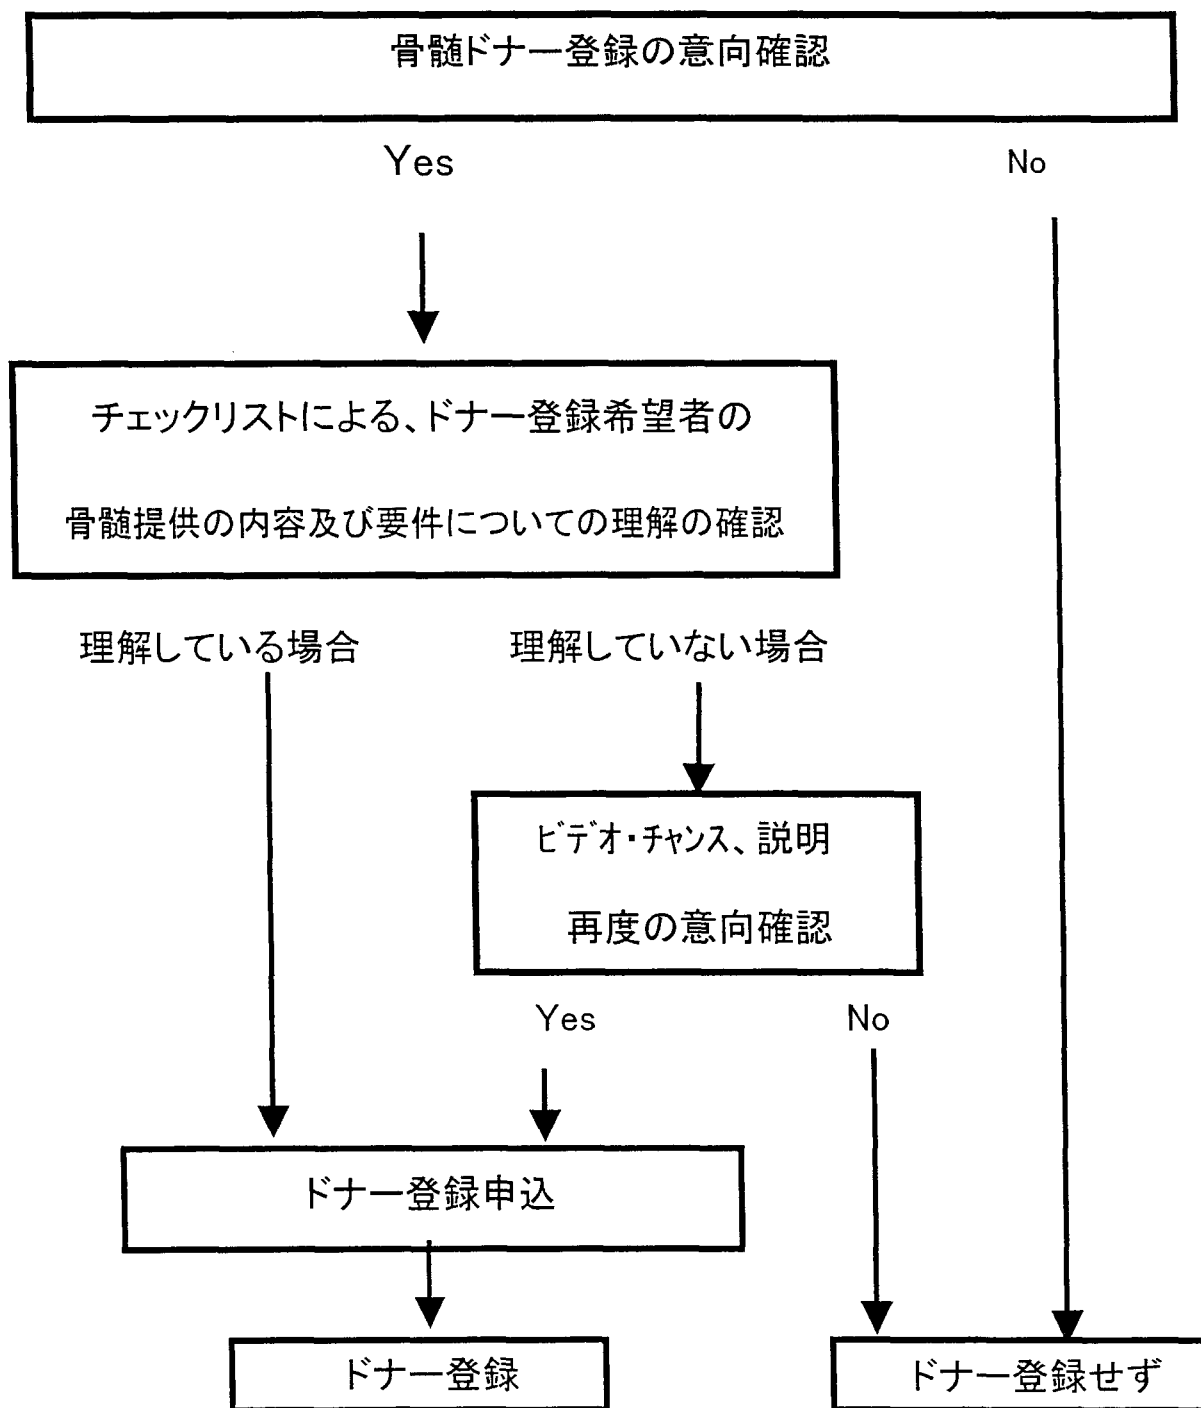 骨髄ドナー登録の意向確認
Yes
No
チェックリストによる、ドナー登録希望者の
骨髄提供の内容及び要件についての理解の確認
理解している場合
理解していない場合
ビデオ・チャンス、説明
再度の意向確認
Yes
No
ドナー登録申込
ドナー登録
ドナー登録せず